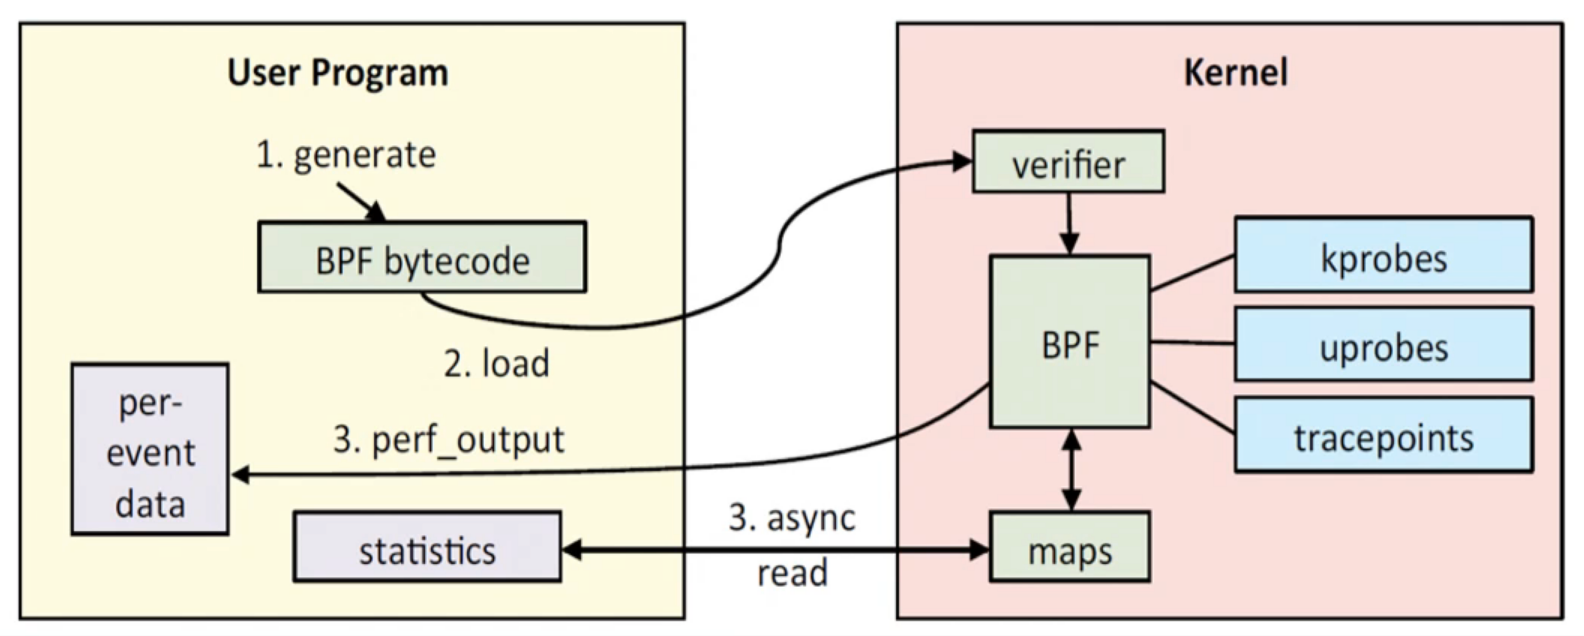 User Program
1. generate
BPF bytecode
2. load
per-
event
data
3. perf_output
statistics
3. async
read
Kernel
verifier
BPF
kprobes
uprobes
tracepoints
maps